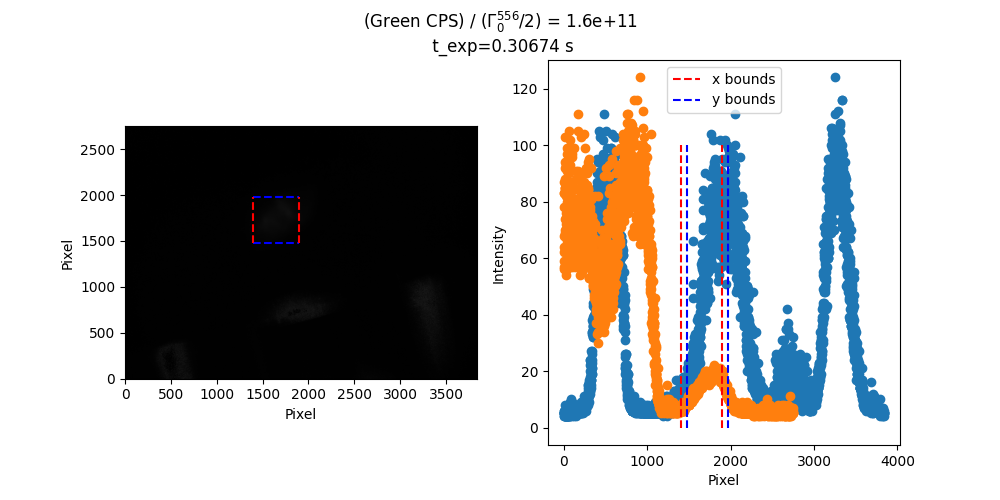 (Green CPS) / (Γ₀⁵⁵⁶/2) = 1.6e+11
t_exp=0.30674 s
2500
2000
1500
1000
500
0
Pixel
0 500 1000 1500 2000 2500 3000 3500
Pixel
x bounds
y bounds
120
100
80
60
40
20
0
Intensity
0 1000 2000 3000 4000
Pixel